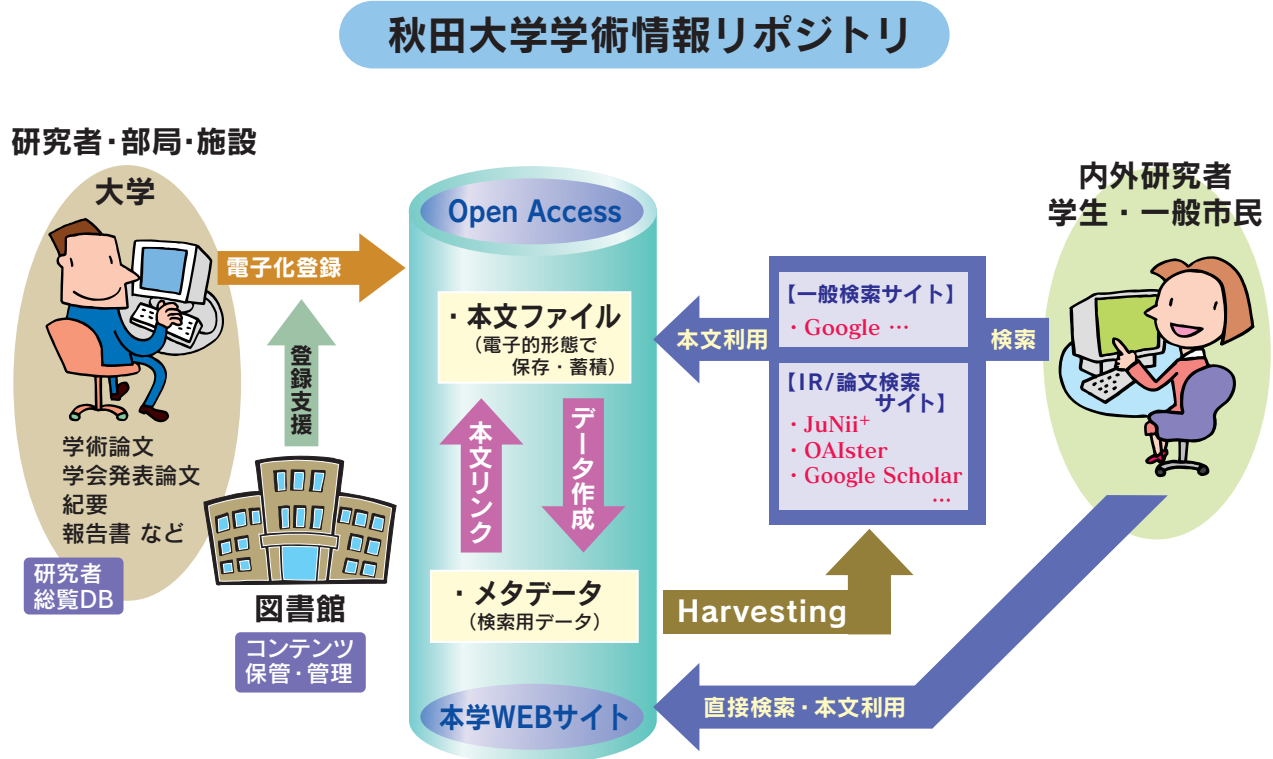 秋田大学学術情報リポジトリ
研究者・部局・施設
大学
電子化登録
登録支援
学術論文
学会発表論文
紀要
報告書 など
研究者
総覧DB
図書館
コンテンツ
保管・管理
Open Access
・本文ファイル
(電子的形態で
保存・蓄積)
本文リンク
データ作成
・メタデータ
(検索用データ)
本学WEBサイト
本文利用
【一般検索サイト】
・Google …
【IR/論文検索
サイト】
・JuNii+
・OAIster
・Google Scholar
…
検索
Harvesting
直接検索・本文利用
内外研究者
学生・一般市民